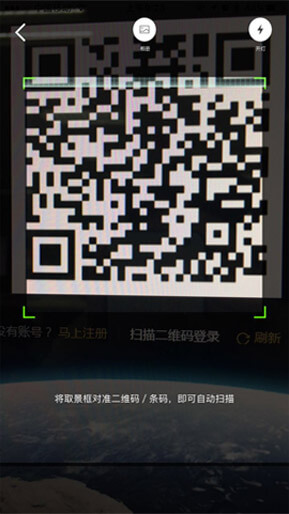 相册
开灯
没有账号？ 马上注册
扫描二维码登录
刷新
将取景框对准二维码 / 条码，即可自动扫描